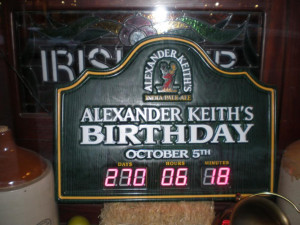 IRISH
ALEXANDER KEITH'S
INDIA PALE ALE
ALEXANDER KEITH'S
BIRTHDAY
OCTOBER 5TH
DAYS HOURS MINUTES
270 06 18